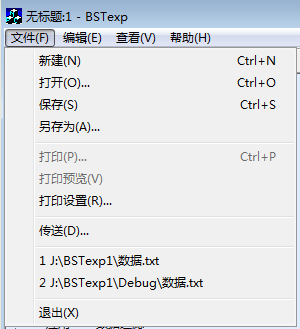 无标题:1 - BSTexp
文件(F) 编辑(E) 查看(V) 帮助(H)
新建(N) Ctrl+N
打开(O)... Ctrl+O
保存(S) Ctrl+S
另存为(A)...
打印(P)... Ctrl+P
打印预览(V)
打印设置(R)...
传送(D)...
1 J:\BSTexp1\数据.txt
2 J:\BSTexp1\Debug\数据.txt
退出(X)